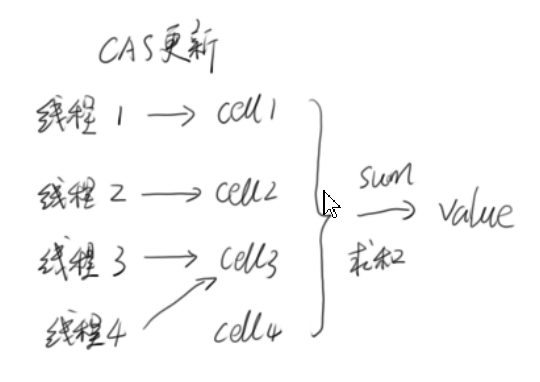 CAS更新
线程1 → cell1
线程2 → cell2
sum
value
线程3 → cell3
求和
线程4 cell4